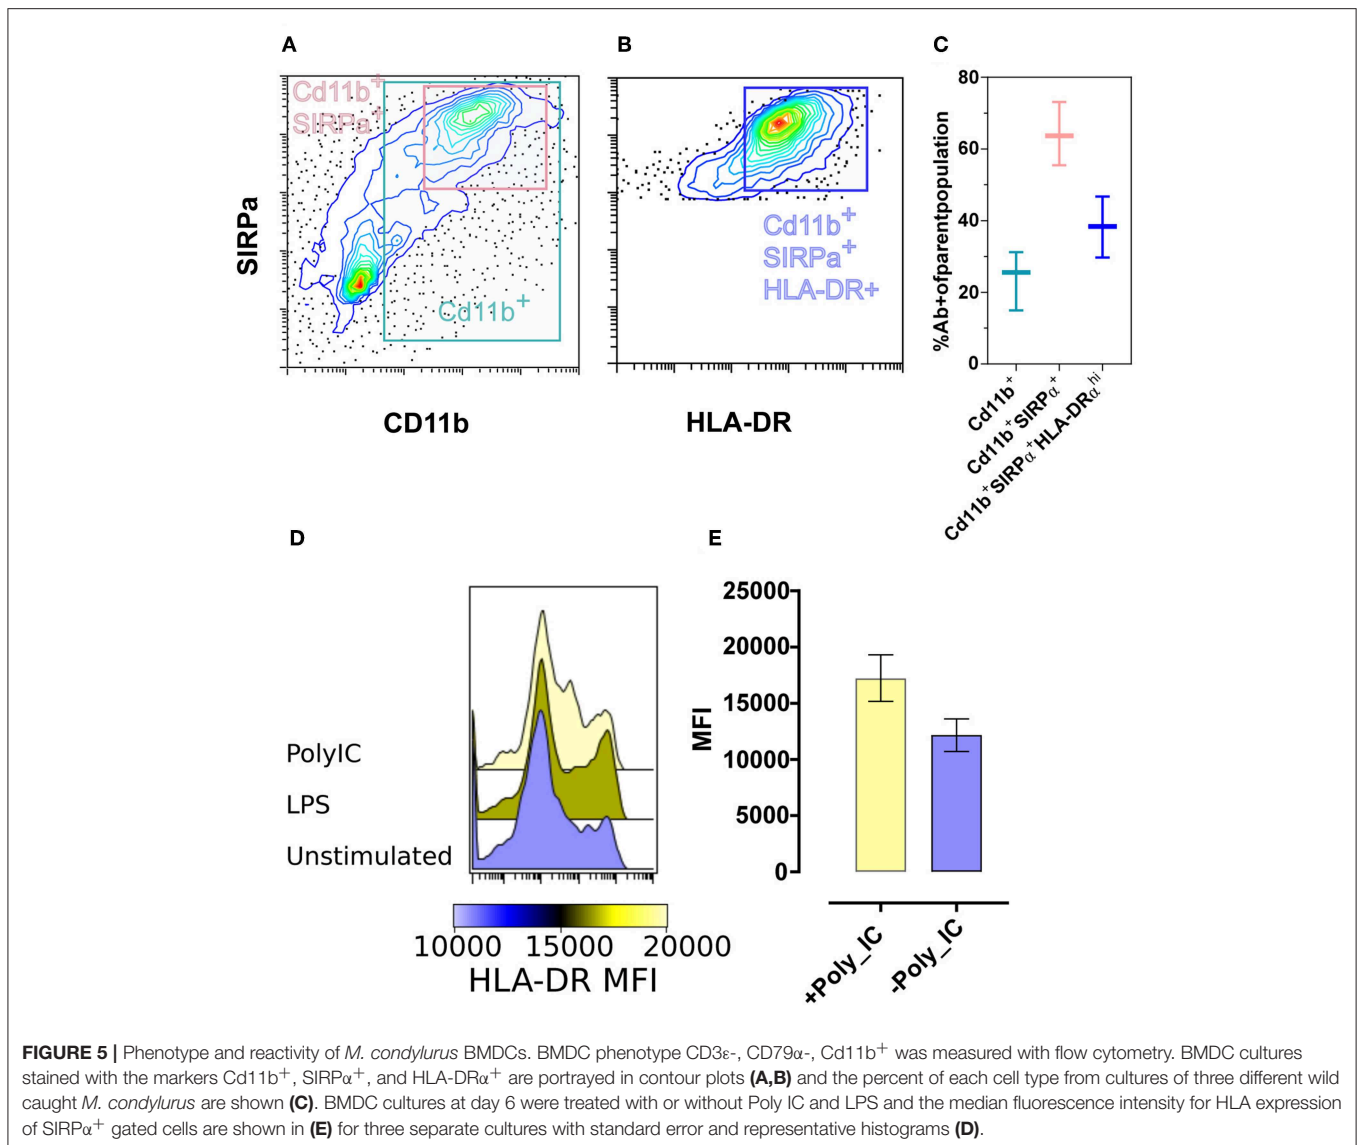 A
B
C
Cd11b+
SIRPa+
Cd11b+
SIRPa
CD11b
Cd11b+
SIRPa+
HLA-DR+
HLA-DR
80
60
40
20
0
%Ab+ofparentpopulation
Cd11b+
Cd11b+SIRPα+
Cd11b+SIRPα+HLA-DRαhi
D
E
PolyIC
LPS
Unstimulated
10000 15000 20000
HLA-DR MFI
25000
20000
15000
10000
5000
0
MFI
+Poly_IC
-Poly_IC
FIGURE 5 | Phenotype and reactivity of M. condylurus BMDCs. BMDC phenotype CD3ε-, CD79α-, Cd11b+ was measured with flow cytometry. BMDC cultures
stained with the markers Cd11b+, SIRPα+, and HLA-DRα+ are portrayed in contour plots (A,B) and the percent of each cell type from cultures of three different wild
caught M. condylurus are shown (C). BMDC cultures at day 6 were treated with or without Poly IC and LPS and the median fluorescence intensity for HLA expression
of SIRPα+ gated cells are shown in (E) for three separate cultures with standard error and representative histograms (D).